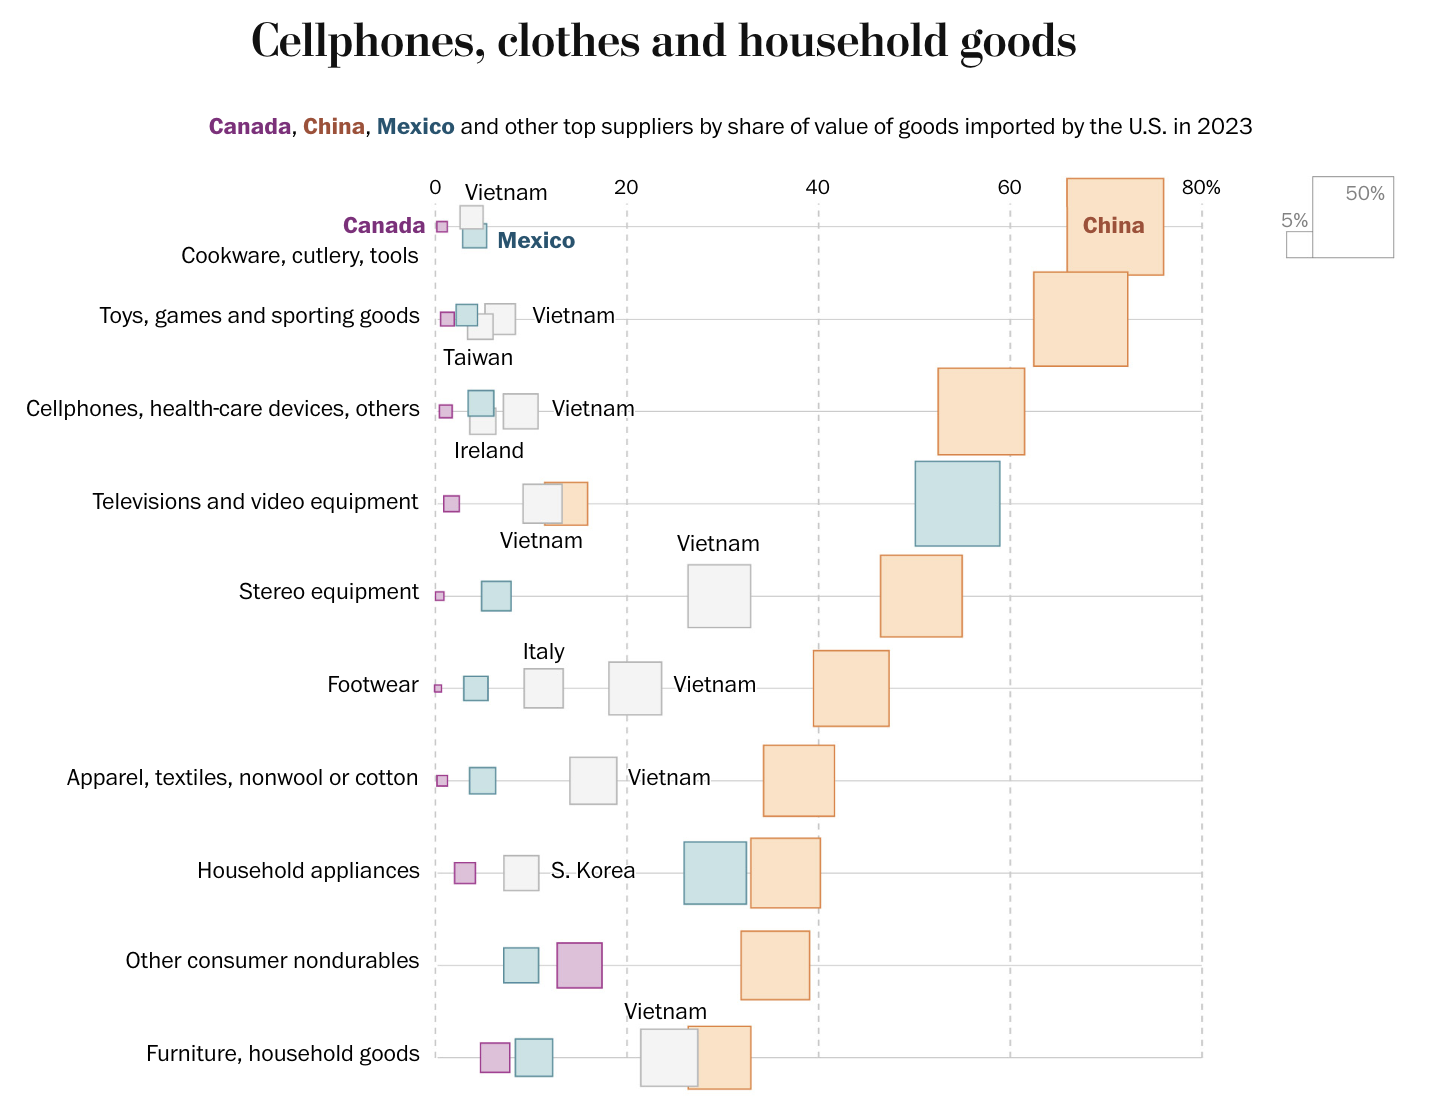 Cellphones, clothes and household goods
Canada, China, Mexico and other top suppliers by share of value of goods imported by the U.S. in 2023
0 20 40 60 80%
Vietnam
50%
5%
Canada
China
Mexico
Cookware, cutlery, tools
Toys, games and sporting goods
Vietnam
Taiwan
Cellphones, health-care devices, others
Vietnam
Ireland
Televisions and video equipment
Vietnam
Vietnam
Stereo equipment
Italy
Footwear
Vietnam
Apparel, textiles, nonwool or cotton
Vietnam
Household appliances
S. Korea
Other consumer nondurables
Vietnam
Furniture, household goods